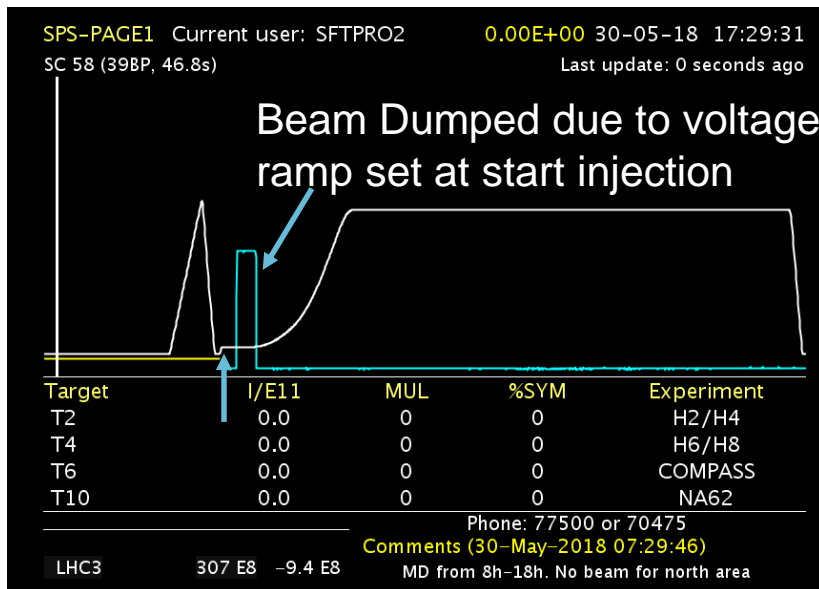 SPS-PAGE1 Current user: SFTPRO2 0.00E+00 30-05-18 17:29:31
SC 58 (39BP, 46.8s) Last update: 0 seconds ago
Beam Dumped due to voltage
ramp set at start injection
Target I/E11 MUL %SYM Experiment
T2 0.0 0 0 H2/H4
T4 0.0 0 0 H6/H8
T6 0.0 0 0 COMPASS
T10 0.0 0 0 NA62
Phone: 77500 or 70475
Comments (30-May-2018 07:29:46)
LHC3 307 E8 -9.4 E8 MD from 8h-18h. No beam for north area